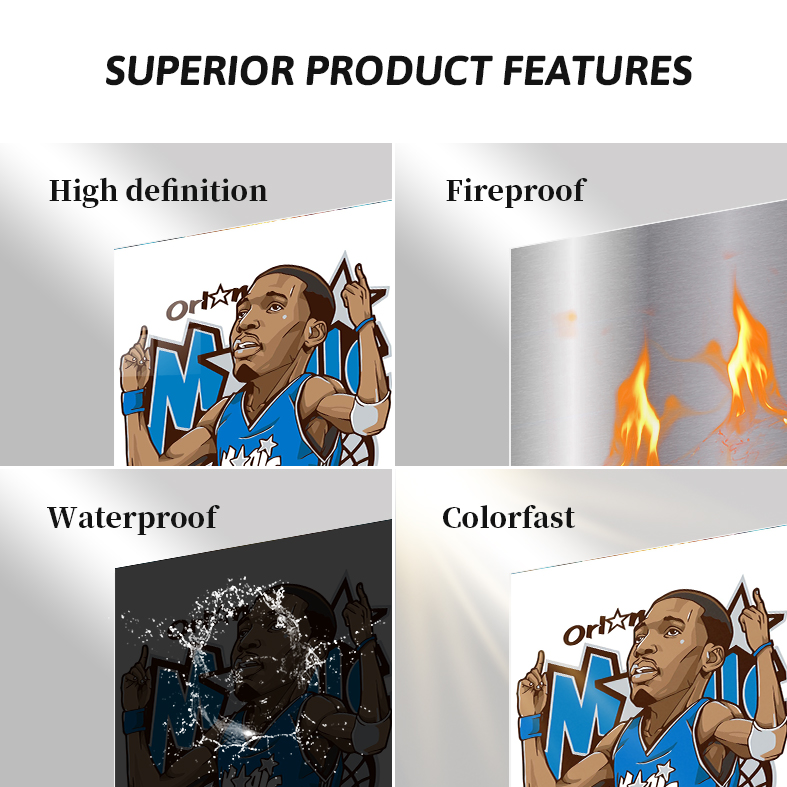 SUPERIOR PRODUCT FEATURES
High definition
Fireproof
Waterproof
Colorfast